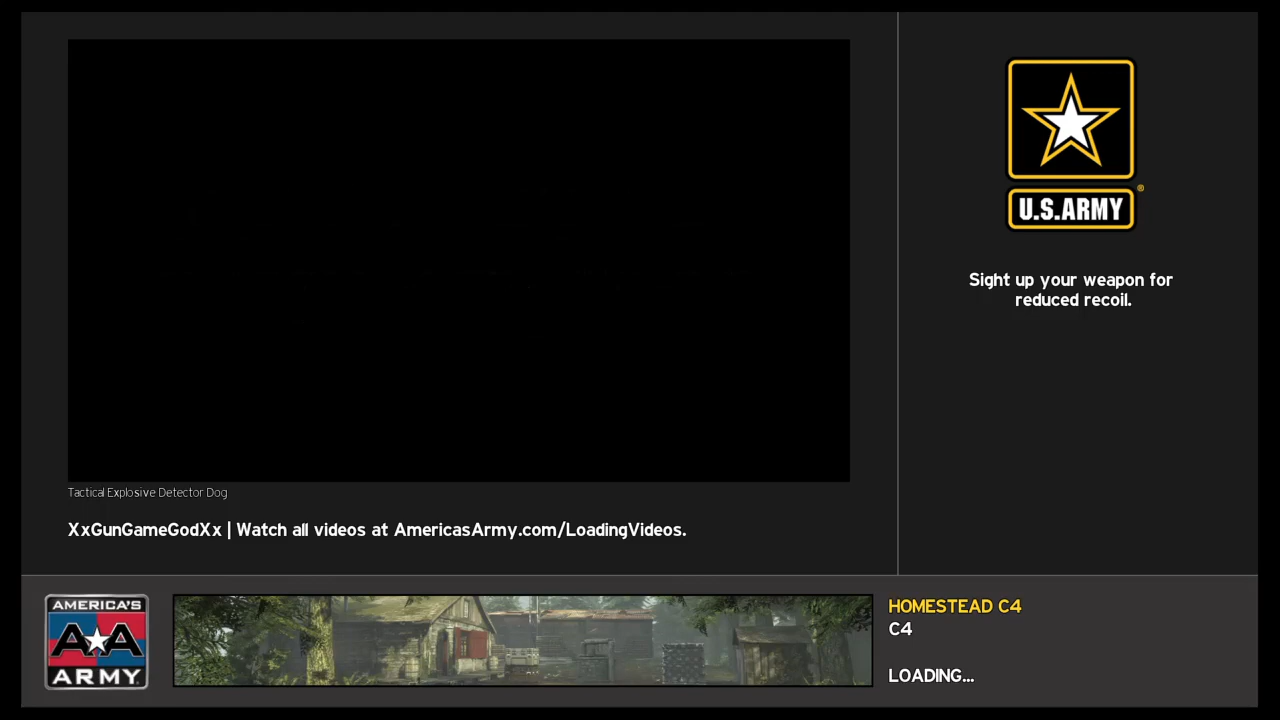 U.S.ARMY
®
Sight up your weapon for
reduced recoil.
Tactical Explosive Detector Dog
XxGunGameGodXx | Watch all videos at AmericasArmy.com/LoadingVideos.
AMERICA'S
AA
ARMY
HOMESTEAD C4
C4
LOADING...